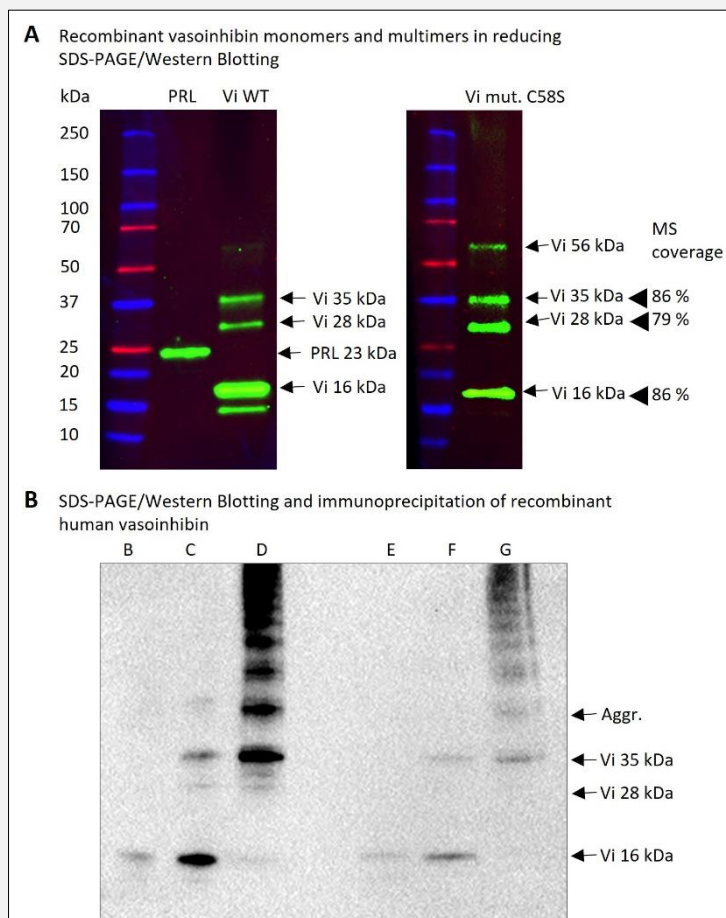 A Recombinant vasoinhibin monomers and multimers in reducing
SDS-PAGE/Western Blotting
kDa PRL Vi WT Vi mut. C58S
250
150
100
70
50
37
25
20
15
10
Vi 35 kDa
Vi 28 kDa
PRL 23 kDa
Vi 16 kDa
MS
coverage
Vi 56 kDa
Vi 35 kDa 86 %
Vi 28 kDa 79 %
Vi 16 kDa 86 %
B SDS-PAGE/Western Blotting and immunoprecipitation of recombinant
human vasoinhibin
B C D E F G
Aggr.
Vi 35 kDa
Vi 28 kDa
Vi 16 kDa